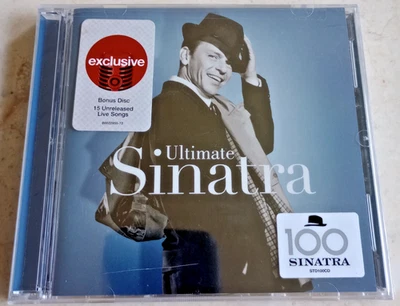 exclusive
Bonus Disc
15 Unreleased
Live Songs
Ultimate
Sinatra
100
SINATRA